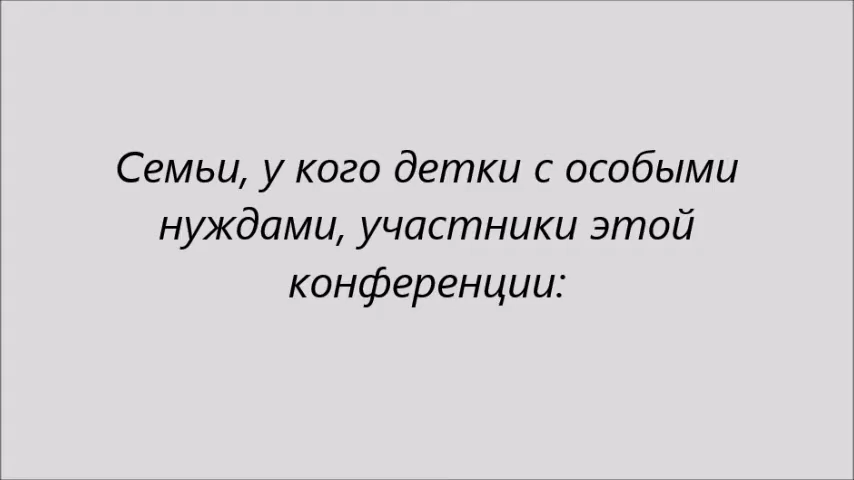 Семьи, у кого детки с особыми
нуждами, участники этой
конференции: